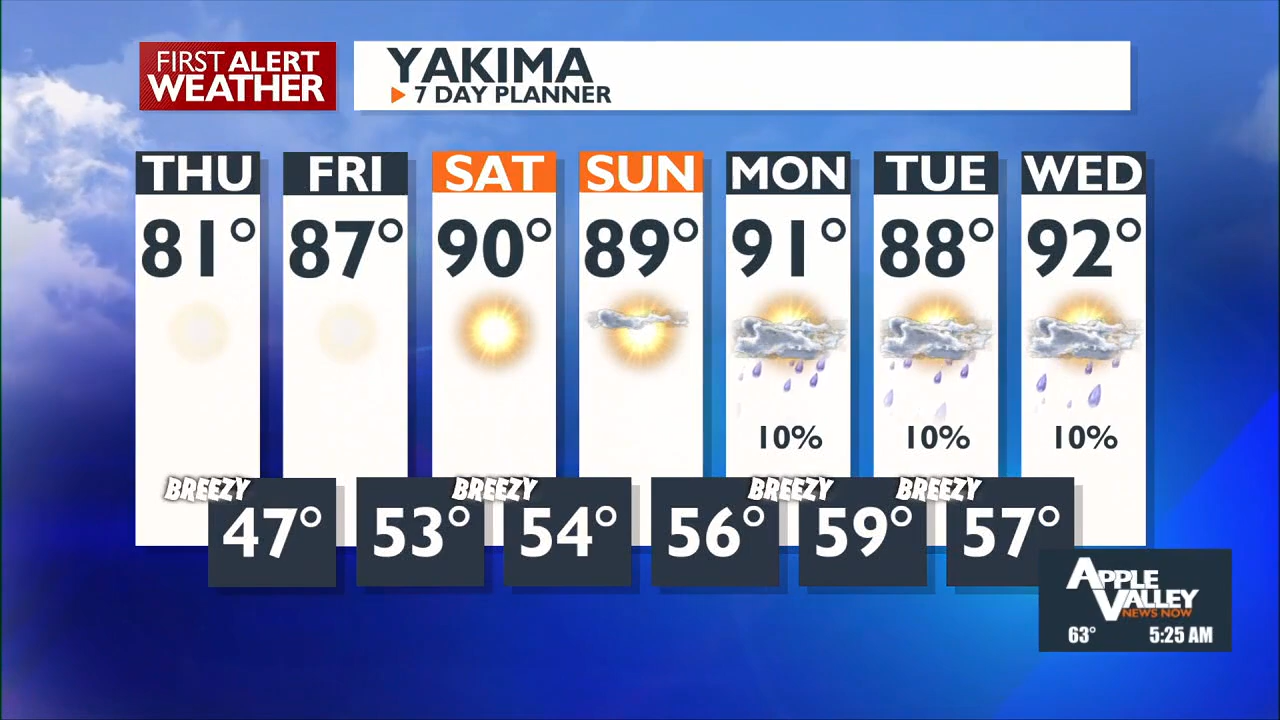 FIRST ALERT
WEATHER
YAKIMA
7 DAY PLANNER
THU FRI SAT SUN MON TUE WED
81° 87° 90° 89° 91° 88° 92°
10% 10% 10%
BREEZY BREEZY BREEZY BREEZY
47° 53° 54° 56° 59° 57°
APPLE
VALLEY
NEWS NOW
63° 5:25 AM